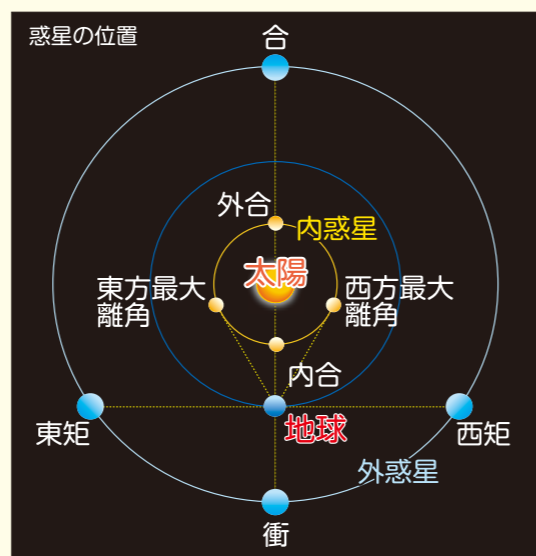 惑星の位置
合
外合
内惑星
太陽
東方最大
離角
西方最大
離角
内合
東矩
地球
西矩
外惑星
衝